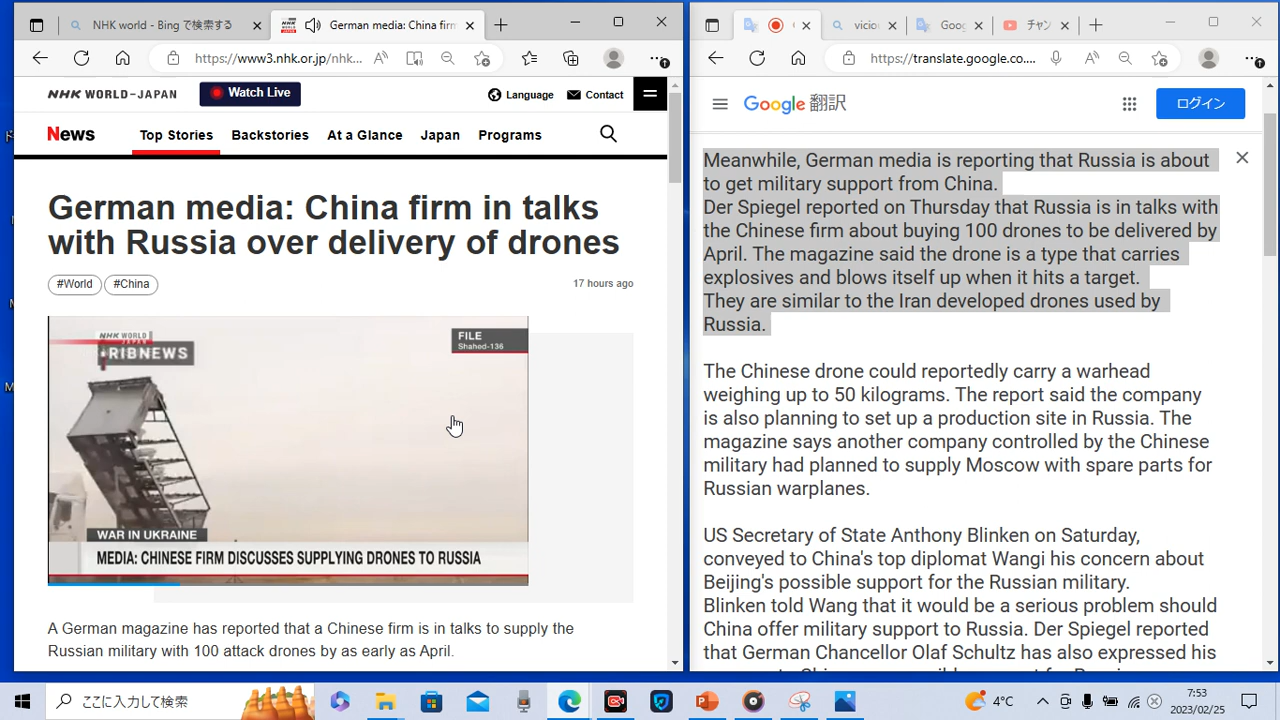 NHK world - Bing で検索する
German media: China firm
https://www3.nhk.or.jp/nhk...
NHK WORLD-JAPAN
Watch Live
Language
Contact
News
Top Stories
Backstories
At a Glance
Japan
Programs
German media: China firm in talks
with Russia over delivery of drones
#World
#China
17 hours ago
NHK WORLD
JAPAN
RIBNEWS
FILE
Shahed-136
WAR IN UKRAINE
MEDIA: CHINESE FIRM DISCUSSES SUPPLYING DRONES TO RUSSIA
A German magazine has reported that a Chinese firm is in talks to supply the
Russian military with 100 attack drones by as early as April.
vicio
Goog
チャン
https://translate.google.co....
Google 翻訳
ログイン
Meanwhile, German media is reporting that Russia is about
to get military support from China.
Der Spiegel reported on Thursday that Russia is in talks with
the Chinese firm about buying 100 drones to be delivered by
April. The magazine said the drone is a type that carries
explosives and blows itself up when it hits a target.
They are similar to the Iran developed drones used by
Russia.
The Chinese drone could reportedly carry a warhead
weighing up to 50 kilograms. The report said the company
is also planning to set up a production site in Russia. The
magazine says another company controlled by the Chinese
military had planned to supply Moscow with spare parts for
Russian warplanes.
US Secretary of State Anthony Blinken on Saturday,
conveyed to China's top diplomat Wangi his concern about
Beijing's possible support for the Russian military.
Blinken told Wang that it would be a serious problem should
China offer military support to Russia. Der Spiegel reported
that German Chancellor Olaf Schultz has also expressed his
ここに入力して検索
4°C
7:53
2023/02/25